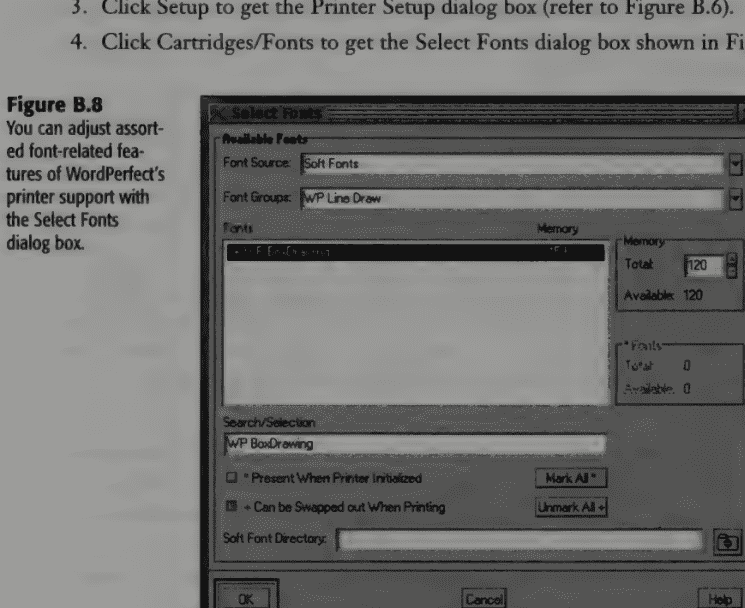 3. Click Setup to get the Printer Setup dialog box (refer to Figure B.6).
4. Click Cartridges/Fonts to get the Select Fonts dialog box shown in Fi
Figure B.8
You can adjust assort-
ed font-related fea-
tures of WordPerfect's
printer support with
the Select Fonts
dialog box.
Select Fonts
Available Fonts
Font Source: Soft Fonts
Font Groups: WP Line Draw
Fonts Memory
Memory
Total: 120
Available: 120
* Fonts
Total: 0
Available: 0
Search/Selection
WP BoxDrawing
* Present When Printer Initialized Mark All *
+ Can be Swapped out When Printing Unmark All +
Soft Font Directory:
OK Cancel Help